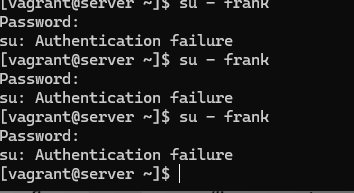 [vagrant@server ~]$ su - frank
Password:
su: Authentication failure
[vagrant@server ~]$ su - frank
Password:
su: Authentication failure
[vagrant@server ~]$ su - frank
Password:
su: Authentication failure
[vagrant@server ~]$